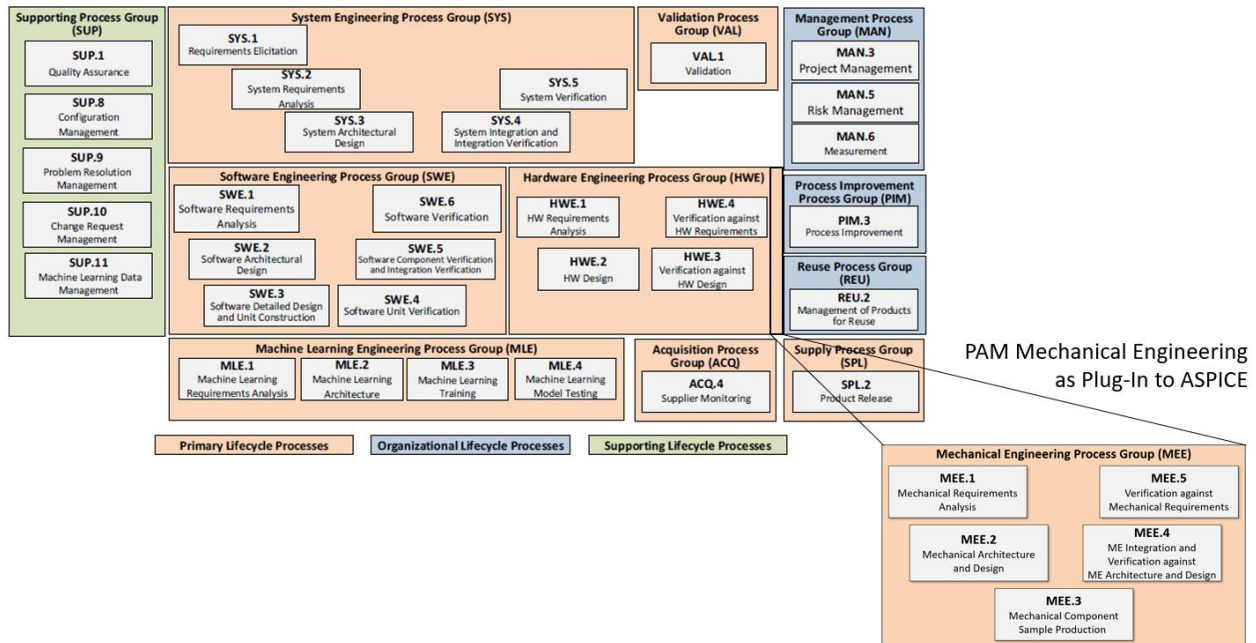 Supporting Process Group
(SUP)
SUP.1
Quality Assurance
SUP.8
Configuration
Management
SUP.9
Problem Resolution
Management
SUP.10
Change Request
Management
SUP.11
Machine Learning Data
Management
System Engineering Process Group (SYS)
SYS.1
Requirements Elicitation
SYS.2
System Requirements
Analysis
SYS.3
System Architectural
Design
SYS.5
System Verification
SYS.4
System Integration and
Integration Verification
Validation Process
Group (VAL)
VAL.1
Validation
Management Process
Group (MAN)
MAN.3
Project Management
MAN.5
Risk Management
MAN.6
Measurement
Software Engineering Process Group (SWE)
SWE.1
Software Requirements
Analysis
SWE.2
Software Architectural
Design
SWE.3
Software Detailed Design
and Unit Construction
SWE.6
Software Verification
SWE.5
Software Component Verification
and Integration Verification
SWE.4
Software Unit Verification
Hardware Engineering Process Group (HWE)
HWE.1
HW Requirements
Analysis
HWE.2
HW Design
HWE.4
Verification against
HW Requirements
HWE.3
Verification against
HW Design
Process Improvement
Process Group (PIM)
PIM.3
Process Improvement
Reuse Process Group
(REU)
REU.2
Management of Products
for Reuse
Machine Learning Engineering Process Group (MLE)
MLE.1
Machine Learning
Requirements Analysis
MLE.2
Machine Learning
Architecture
MLE.3
Machine Learning
Training
MLE.4
Machine Learning
Model Testing
Acquisition Process
Group (ACQ)
ACQ.4
Supplier Monitoring
Supply Process Group
(SPL)
SPL.2
Product Release
PAM Mechanical Engineering
as Plug-In to ASPICE
Primary Lifecycle Processes
Organizational Lifecycle Processes
Supporting Lifecycle Processes
Mechanical Engineering Process Group (MEE)
MEE.1
Mechanical Requirements
Analysis
MEE.5
Verification against
Mechanical Requirements
MEE.2
Mechanical Architecture
and Design
MEE.4
ME Integration and
Verification against
ME Architecture and Design
MEE.3
Mechanical Component
Sample Production